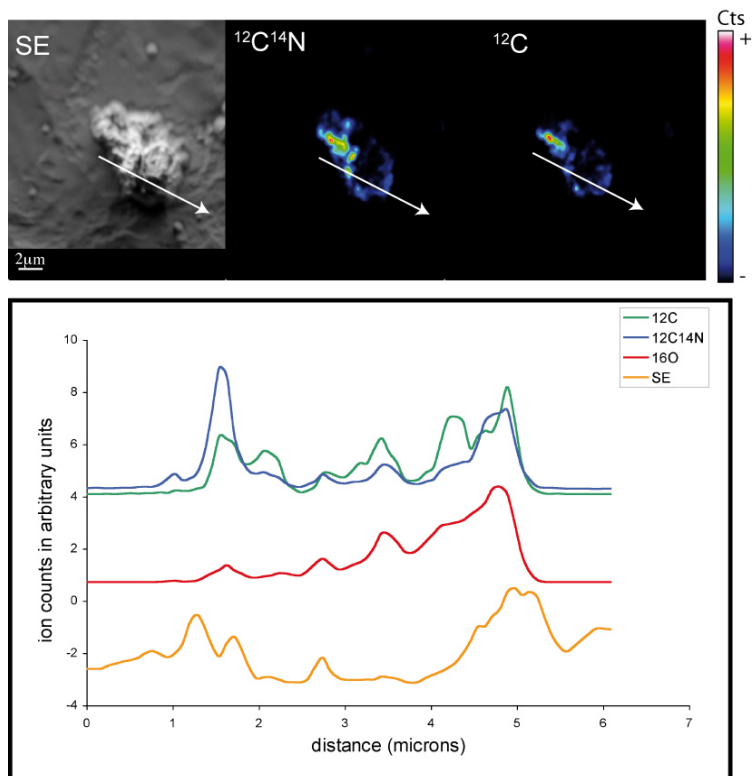 SE
¹²C¹⁴N
¹²C
Cts
+
-
2μm
12C
12C14N
16O
SE
10
8
6
4
2
0
-2
-4
ion counts in arbitrary units
0 1 2 3 4 5 6 7
distance (microns)